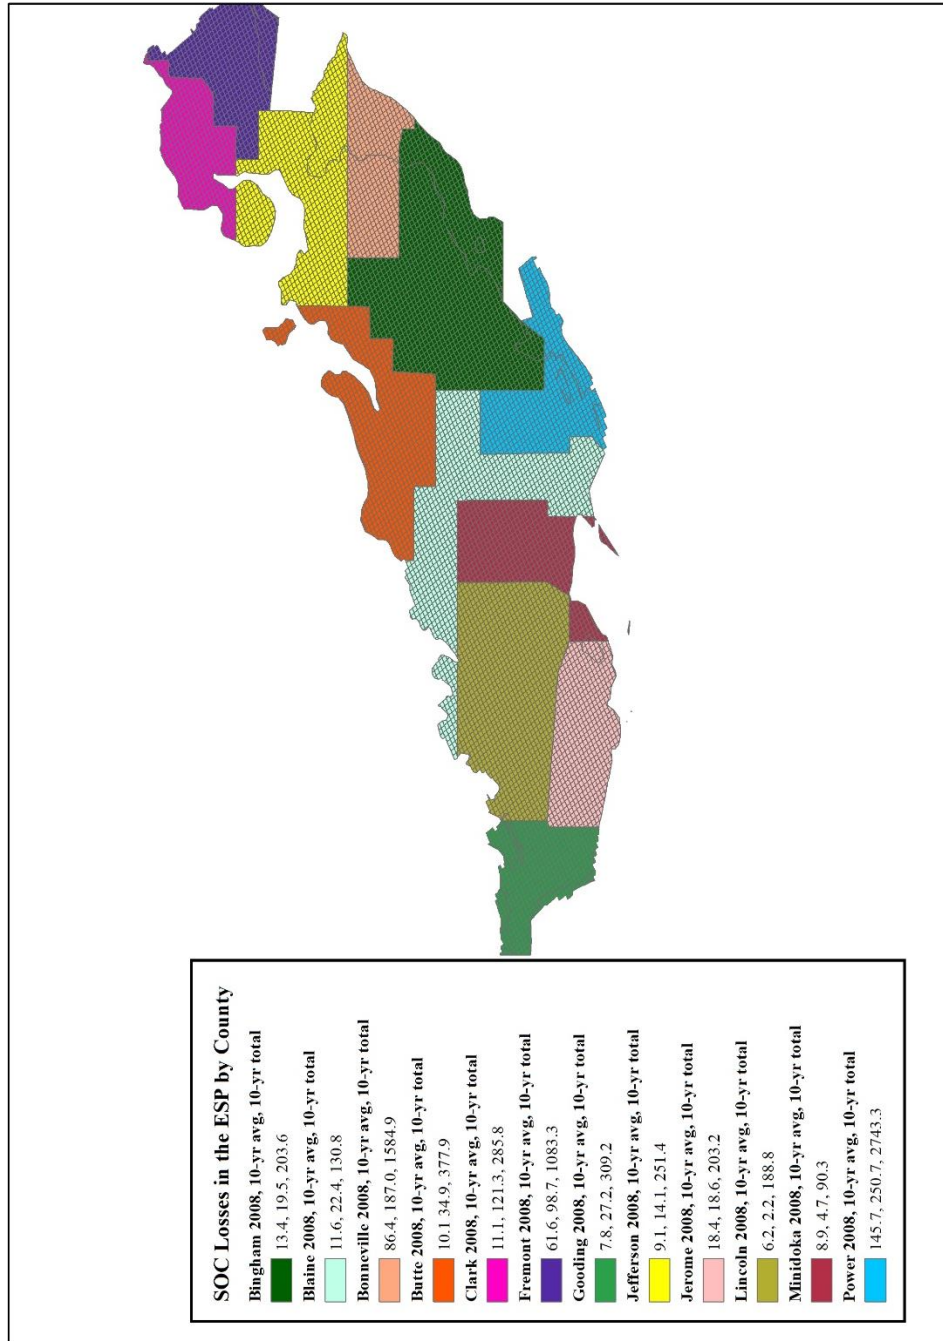 SOC Losses in the ESP by County
Bingham 2008, 10-yr avg, 10-yr total
13.4, 19.5, 203.6
Blaine 2008, 10-yr avg, 10-yr total
11.6, 22.4, 130.8
Bonneville 2008, 10-yr avg, 10-yr total
86.4, 187.0, 1584.9
Butte 2008, 10-yr avg, 10-yr total
10.1 34.9, 377.9
Clark 2008, 10-yr avg, 10-yr total
11.1, 121.3, 285.8
Fremont 2008, 10-yr avg, 10-yr total
61.6, 98.7, 1083.3
Gooding 2008, 10-yr avg, 10-yr total
7.8, 27.2, 309.2
Jefferson 2008, 10-yr avg, 10-yr total
9.1, 14.1, 251.4
Jerome 2008, 10-yr avg, 10-yr total
18.4, 18.6, 203.2
Lincoln 2008, 10-yr avg, 10-yr total
6.2, 2.2, 188.8
Minidoka 2008, 10-yr avg, 10-yr total
8.9, 4.7, 90.3
Power 2008, 10-yr avg, 10-yr total
145.7, 250.7, 2743.3